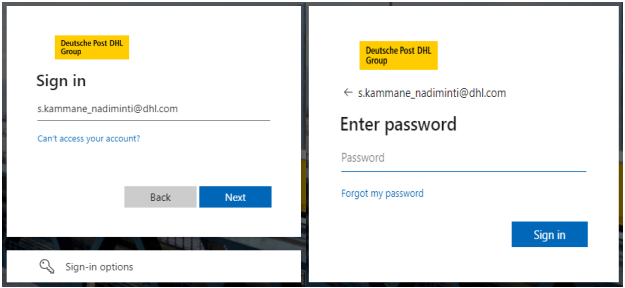 Deutsche Post DHL
Group
Sign in
s.kammane_nadiminti@dhl.com
Can't access your account?
Back
Next
Sign-in options
Deutsche Post DHL
Group
← s.kammane_nadiminti@dhl.com
Enter password
Password
Forgot my password
Sign in